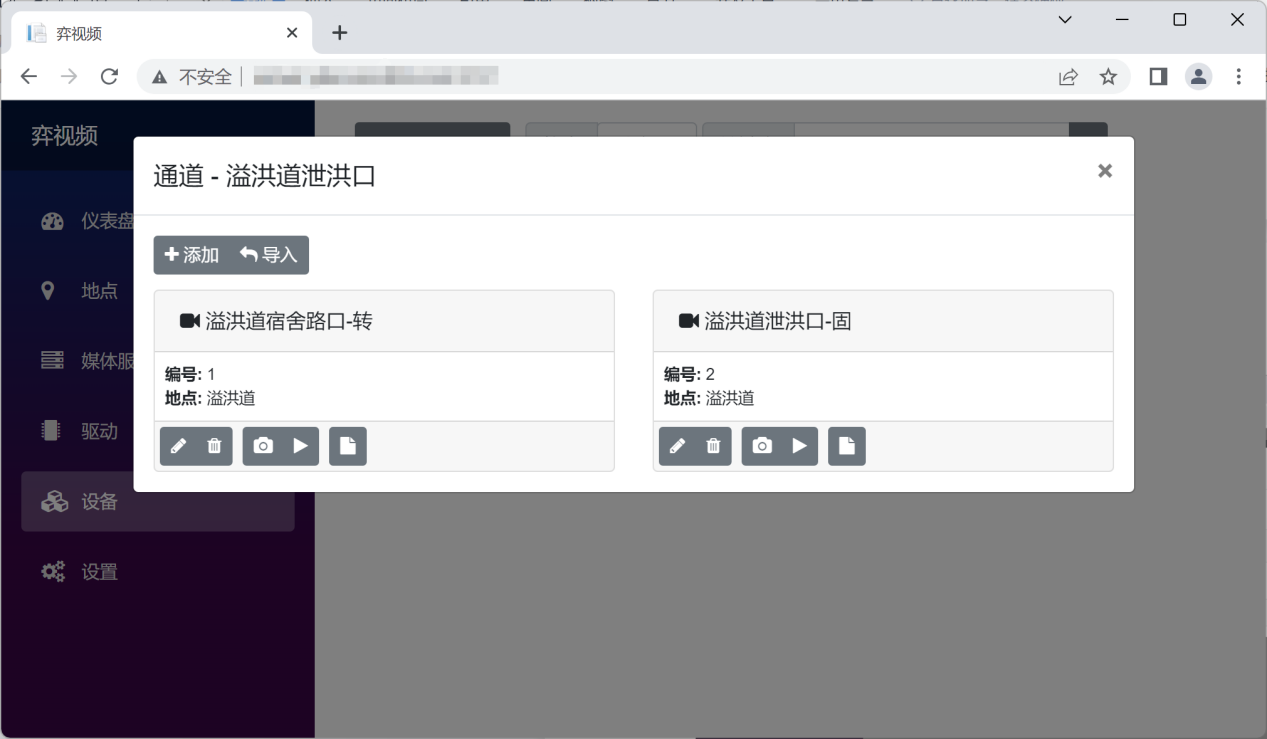 弈视频
不安全
弈视频
通道 - 溢洪道泄洪口
仪表盘
地点
媒体服
驱动
设备
设置
添加 导入
溢洪道宿舍路口-转
编号: 1
地点: 溢洪道
溢洪道泄洪口-固
编号: 2
地点: 溢洪道